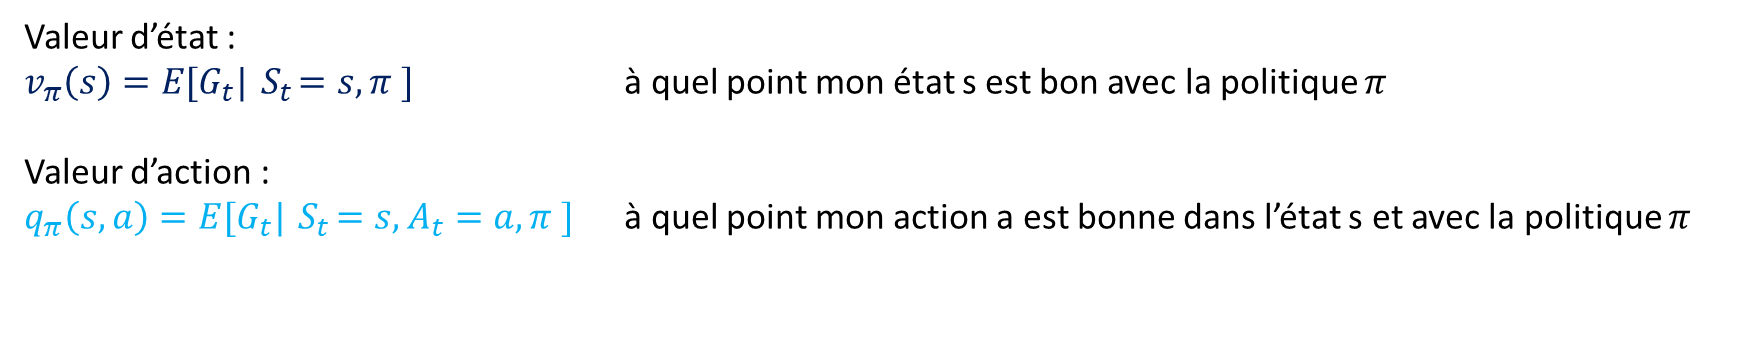 Valeur d’état :
𝑣𝜋(𝑠) = 𝐸[𝐺𝑡| 𝑆𝑡 = 𝑠, 𝜋 ] à quel point mon état s est bon avec la politique 𝜋
Valeur d’action :
𝑞𝜋(𝑠, 𝑎) = 𝐸[𝐺𝑡| 𝑆𝑡 = 𝑠, 𝐴𝑡 = 𝑎, 𝜋 ] à quel point mon action a est bonne dans l’état s et avec la politique 𝜋